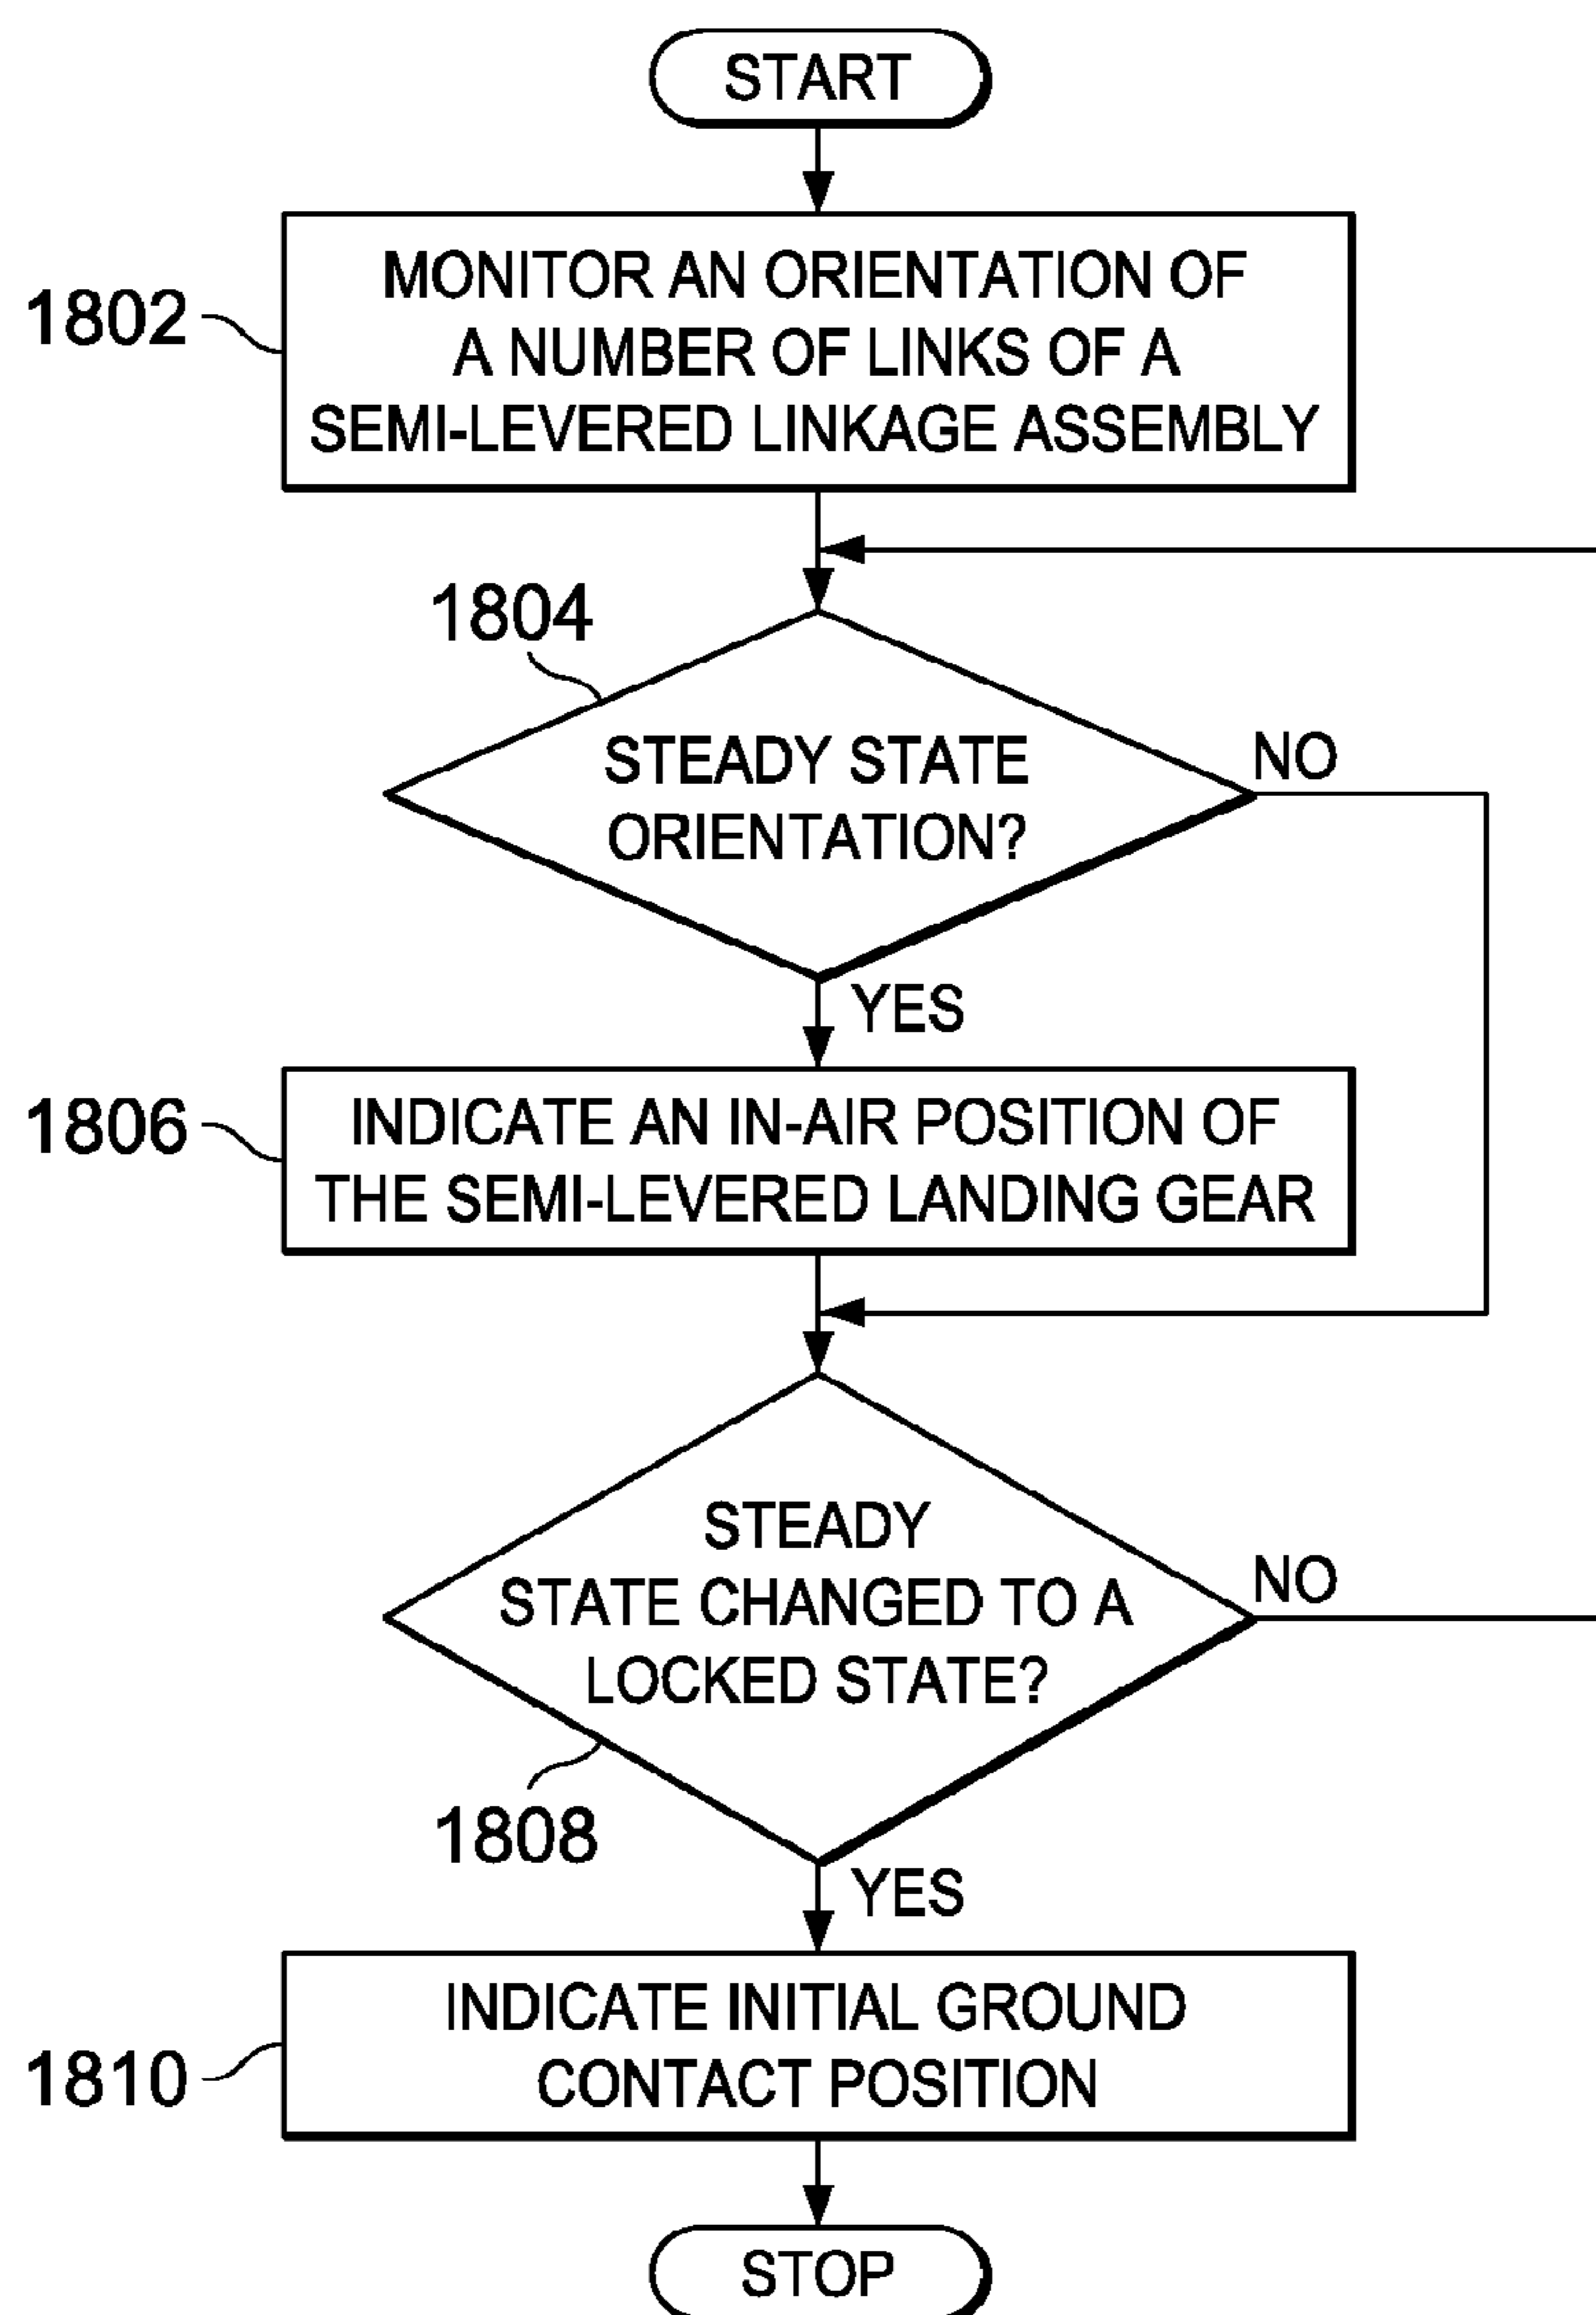 START
1802
MONITOR AN ORIENTATION OF
A NUMBER OF LINKS OF A
SEMI-LEVERED LINKAGE ASSEMBLY
1804
STEADY STATE
ORIENTATION?
NO
YES
1806
INDICATE AN IN-AIR POSITION OF
THE SEMI-LEVERED LANDING GEAR
STEADY
STATE CHANGED TO A
LOCKED STATE?
NO
1808
YES
INDICATE INITIAL GROUND
CONTACT POSITION
1810
STOP